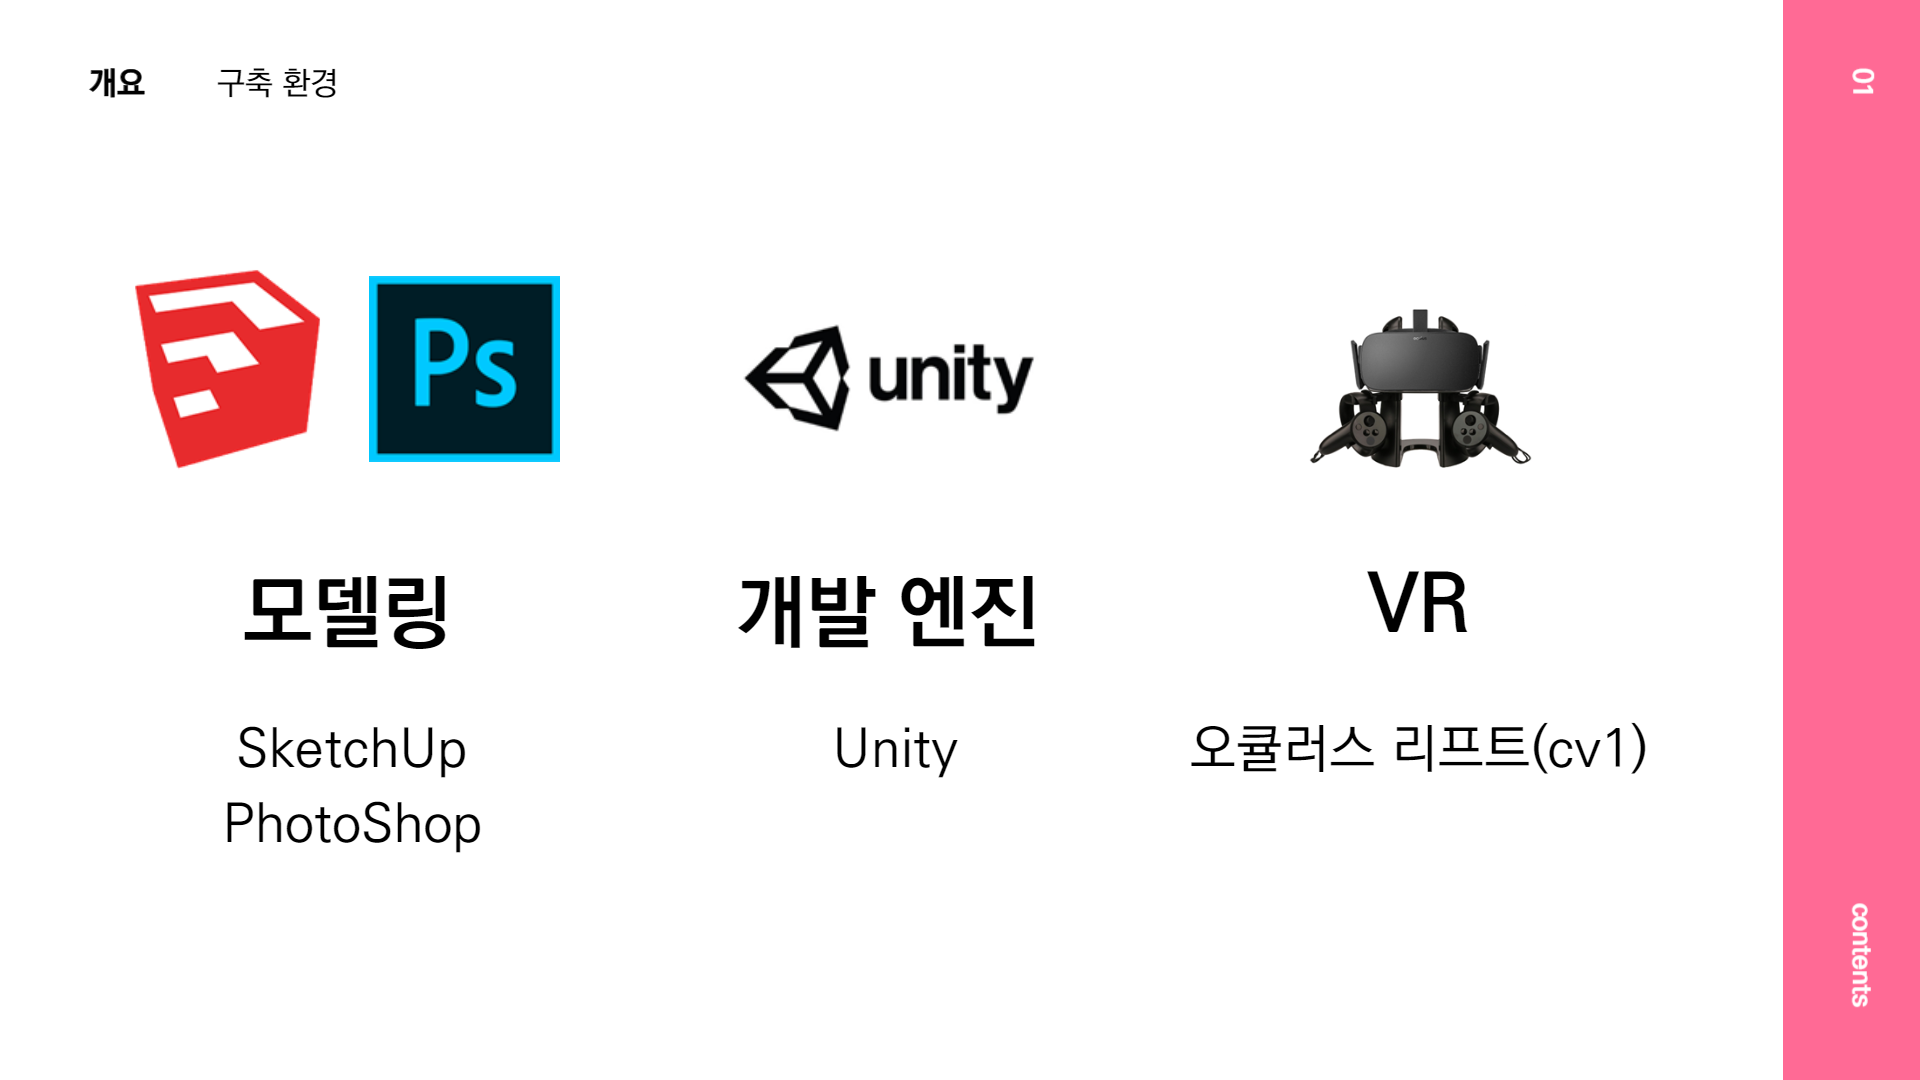 개요 구축 환경
01
Ps
unity
모델링
개발 엔진
VR
SketchUp
PhotoShop
Unity
오큘러스 리프트(cv1)
contents